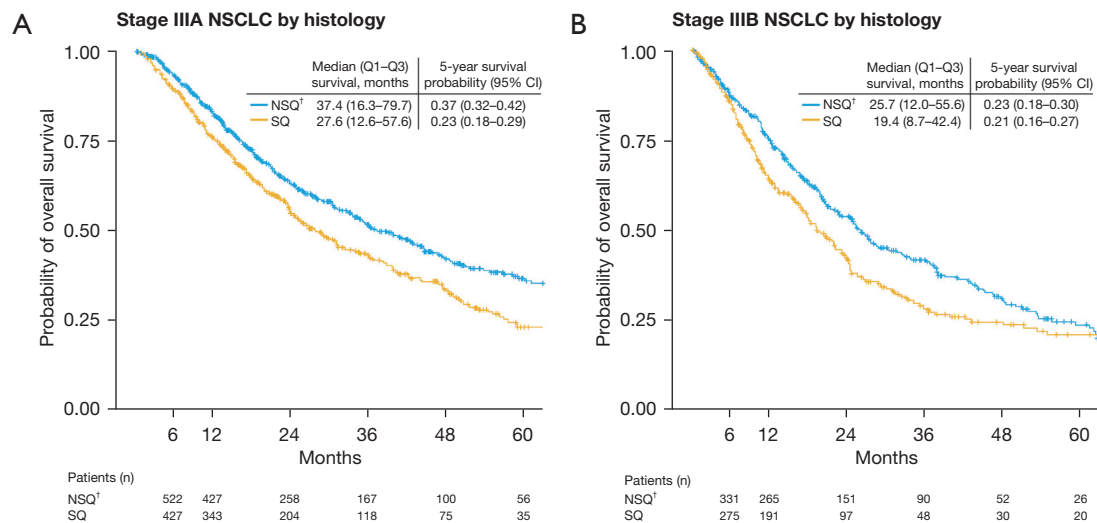 A
Stage IIIA NSCLC by histology
Probability of overall survival
1.00
0.75
0.50
0.25
0.00
Median (Q1–Q3) survival, months
5-year survival probability (95% CI)
NSQ† 37.4 (16.3–79.7) 0.37 (0.32–0.42)
SQ 27.6 (12.6–57.6) 0.23 (0.18–0.29)
6 12 24 36 48 60
Months
Patients (n)
NSQ† 522 427 258 167 100 56
SQ 427 343 204 118 75 35
B
Stage IIIB NSCLC by histology
Probability of overall survival
1.00
0.75
0.50
0.25
0.00
Median (Q1–Q3) survival, months
5-year survival probability (95% CI)
NSQ† 25.7 (12.0–55.6) 0.23 (0.18–0.30)
SQ 19.4 (8.7–42.4) 0.21 (0.16–0.27)
6 12 24 36 48 60
Months
Patients (n)
NSQ† 331 265 151 90 52 26
SQ 275 191 97 48 30 20